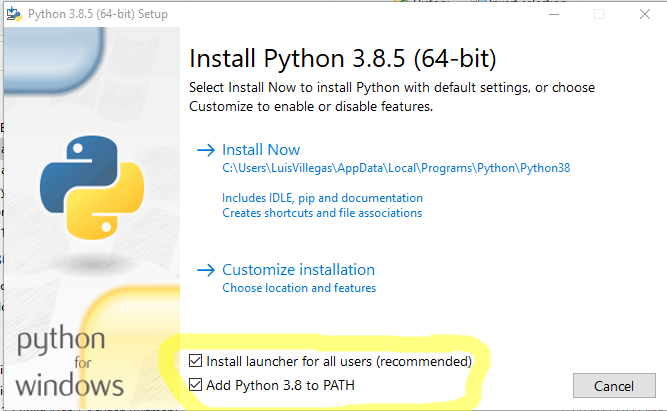 Python 3.8.5 (64-bit) Setup
Install Python 3.8.5 (64-bit)
Select Install Now to install Python with default settings, or choose
Customize to enable or disable features.
Install Now
C:\Users\LuisVillegas\AppData\Local\Programs\Python\Python38
Includes IDLE, pip and documentation
Creates shortcuts and file associations
Customize installation
Choose location and features
python
for
windows
Install launcher for all users (recommended)
Add Python 3.8 to PATH
Cancel